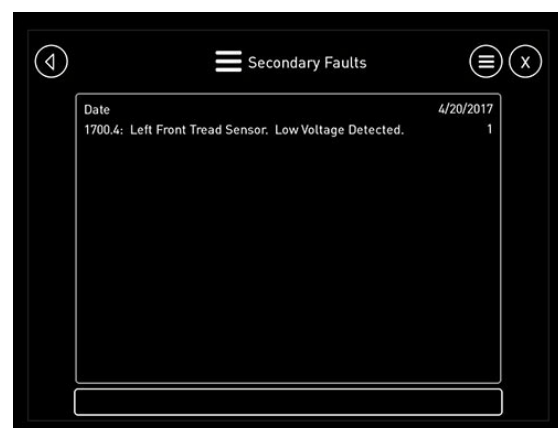 Secondary Faults
X
Date 4/20/2017
1700.4: Left Front Tread Sensor. Low Voltage Detected. 1